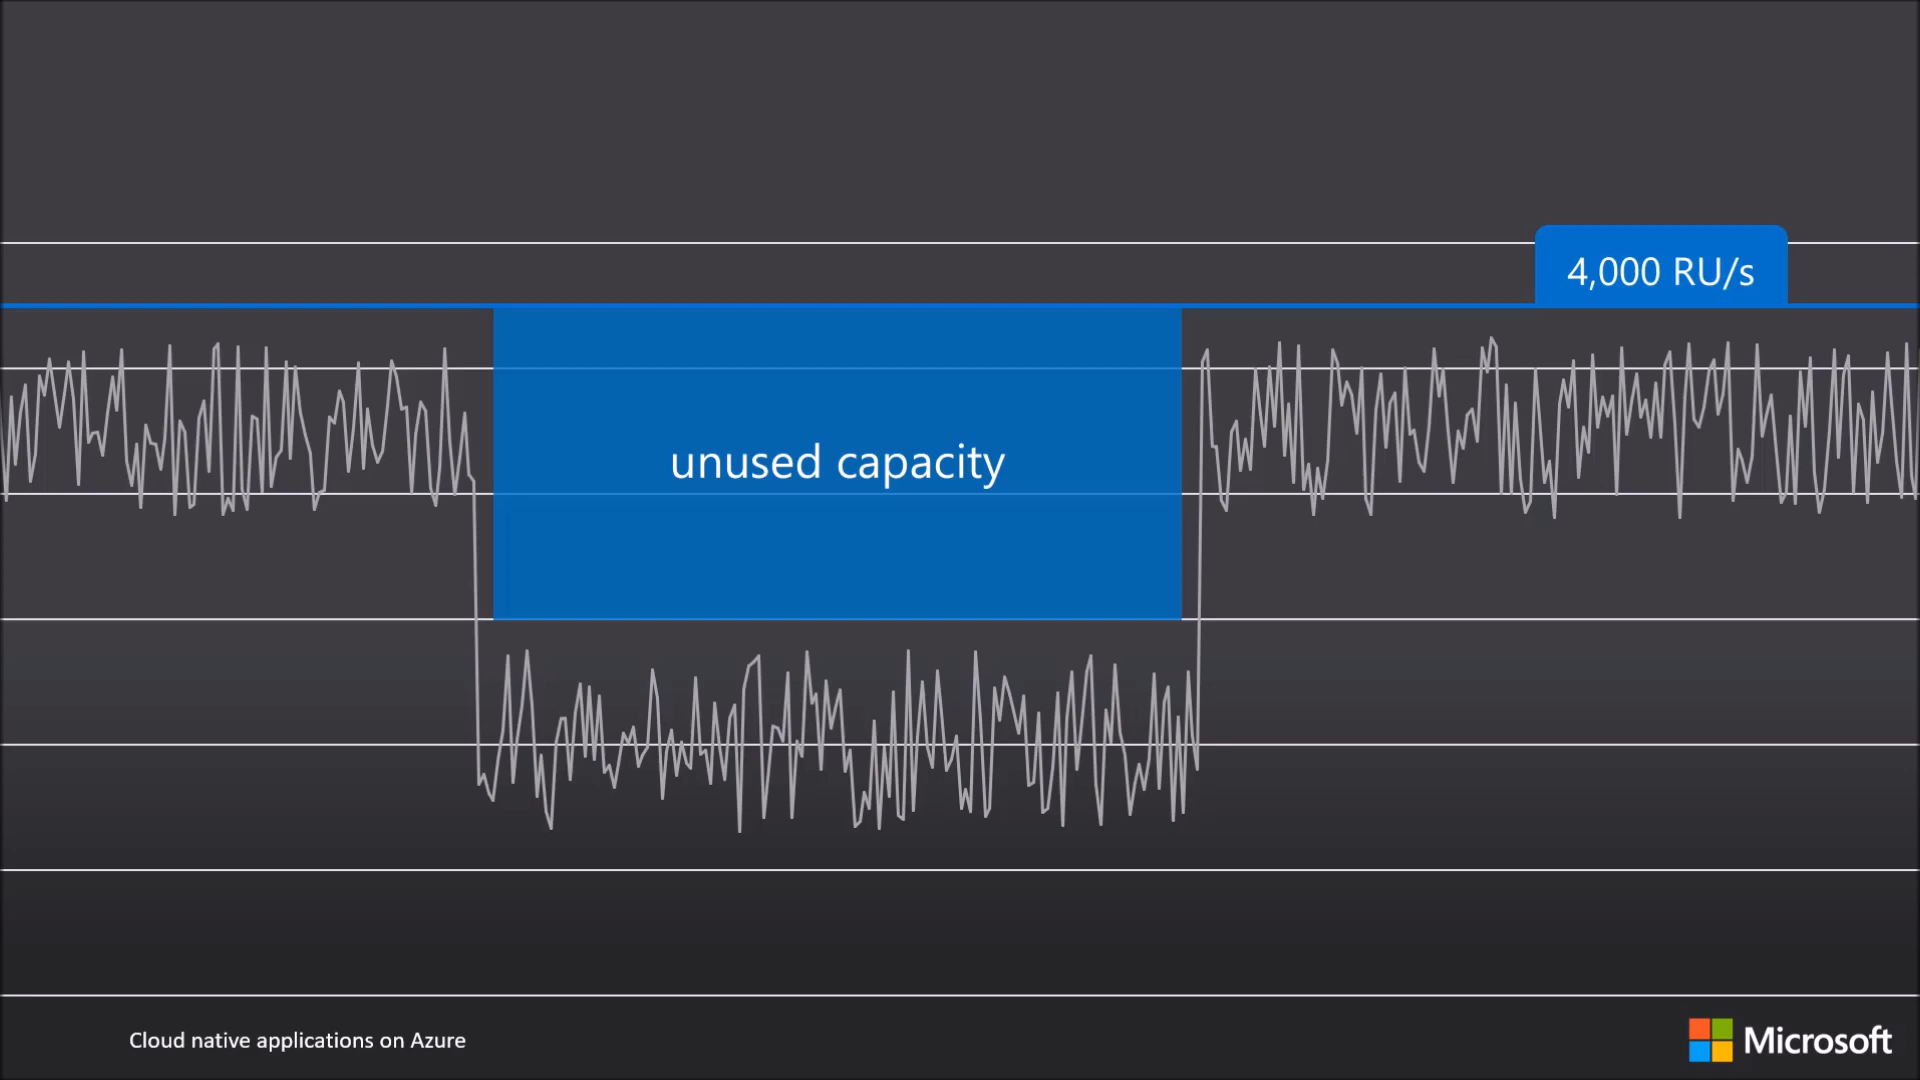 4,000 RU/s
unused capacity
Cloud native applications on Azure
Microsoft